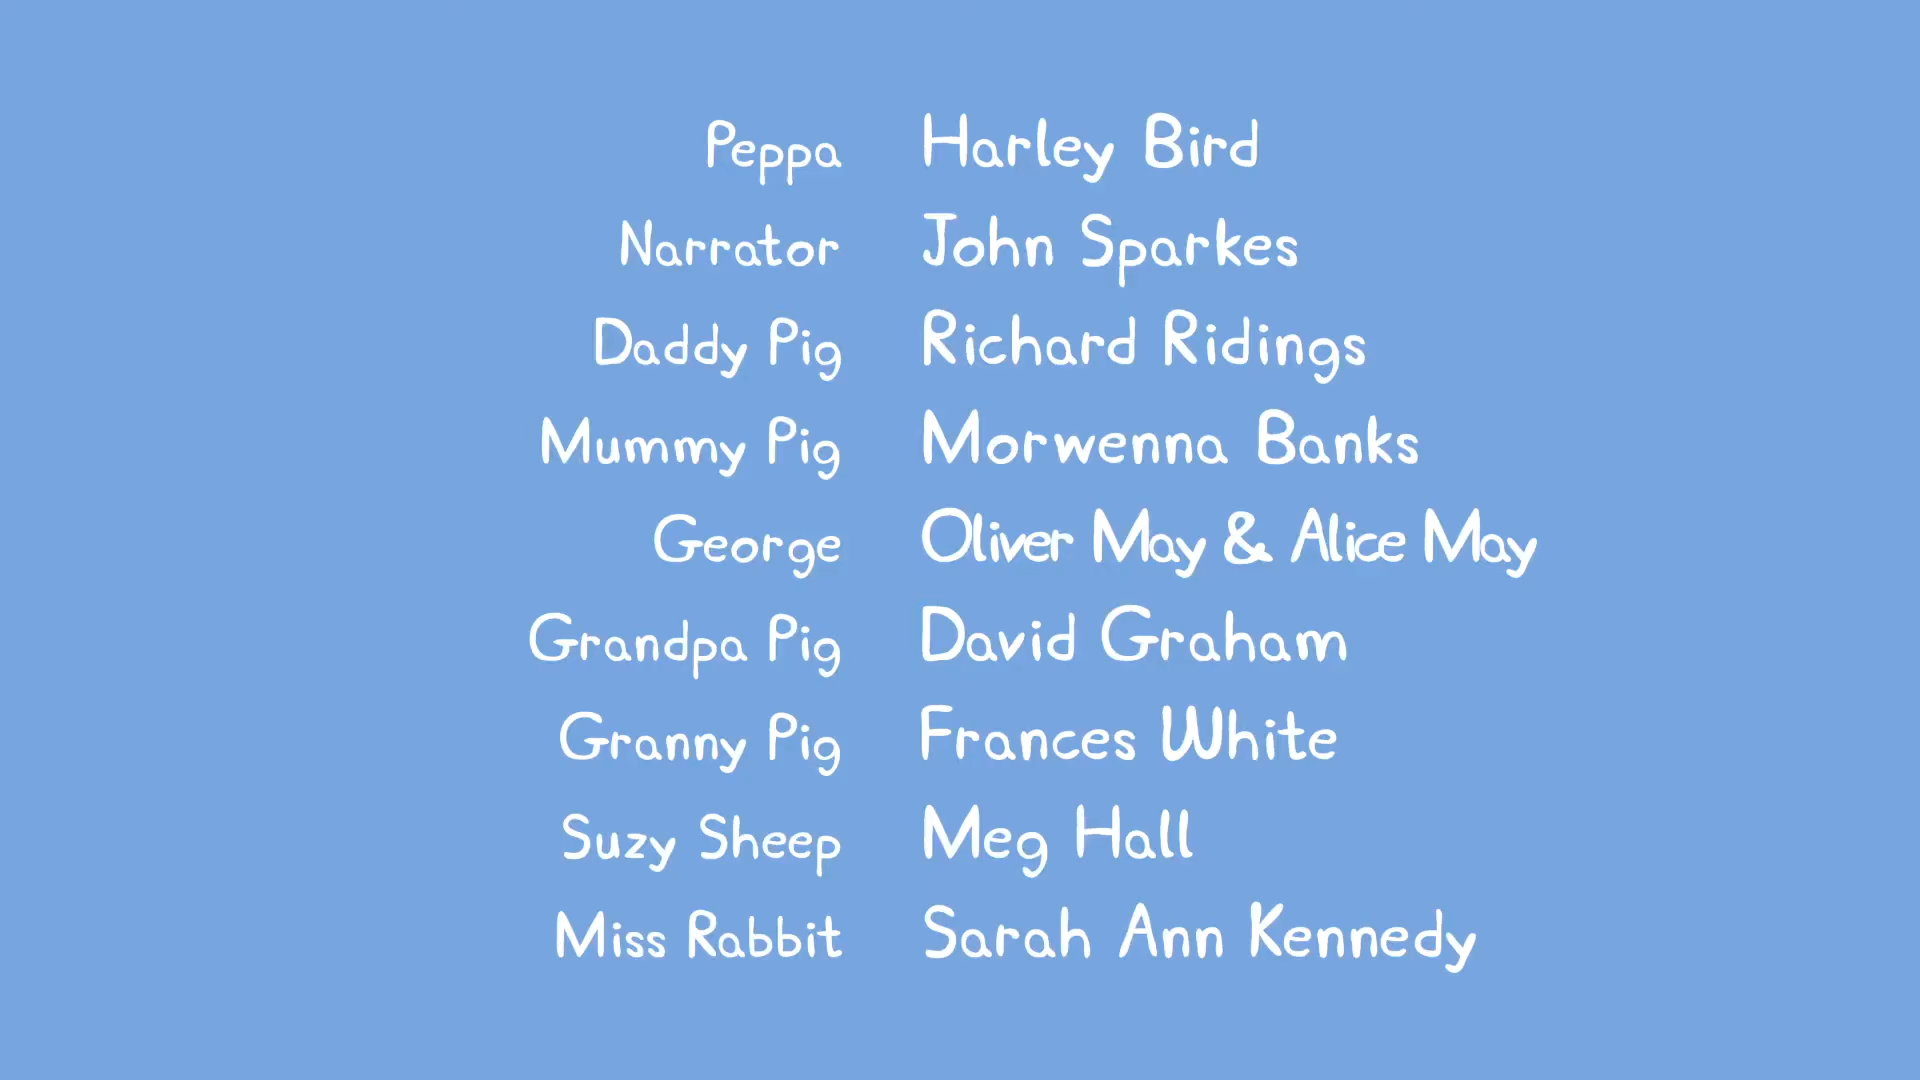 Peppa Harley Bird
Narrator John Sparkes
Daddy Pig Richard Ridings
Mummy Pig Morwenna Banks
George Oliver May & Alice May
Grandpa Pig David Graham
Granny Pig Frances White
Suzy Sheep Meg Hall
Miss Rabbit Sarah Ann Kennedy